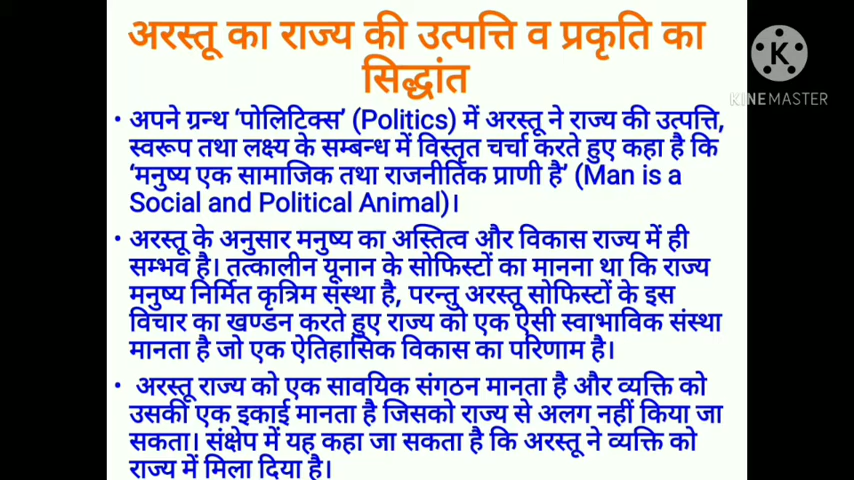 अरस्तू का राज्य की उत्पत्ति व प्रकृति का
सिद्धांत
• अपने ग्रन्थ ‘पोलिटिक्स’ (Politics) में अरस्तू ने राज्य की उत्पत्ति,
स्वरूप तथा लक्ष्य के सम्बन्ध में विस्तृत चर्चा करते हुए कहा है कि
‘मनुष्य एक सामाजिक तथा राजनीतिक प्राणी है’ (Man is a
Social and Political Animal)।
• अरस्तू के अनुसार मनुष्य का अस्तित्व और विकास राज्य में ही
सम्भव है। तत्कालीन यूनान के सोफिस्टों का मानना था कि राज्य
मनुष्य निर्मित कृत्रिम संस्था है, परन्तु अरस्तू सोफिस्टों के इस
विचार का खण्डन करते हुए राज्य को एक ऐसी स्वाभाविक संस्था
मानता है जो एक ऐतिहासिक विकास का परिणाम है।
• अरस्तू राज्य को एक सावयिक संगठन मानता है और व्यक्ति को
उसकी एक इकाई मानता है जिसको राज्य से अलग नहीं किया जा
सकता। संक्षेप में यह कहा जा सकता है कि अरस्तू ने व्यक्ति को
राज्य में मिला दिया है।
K
KINEMASTER